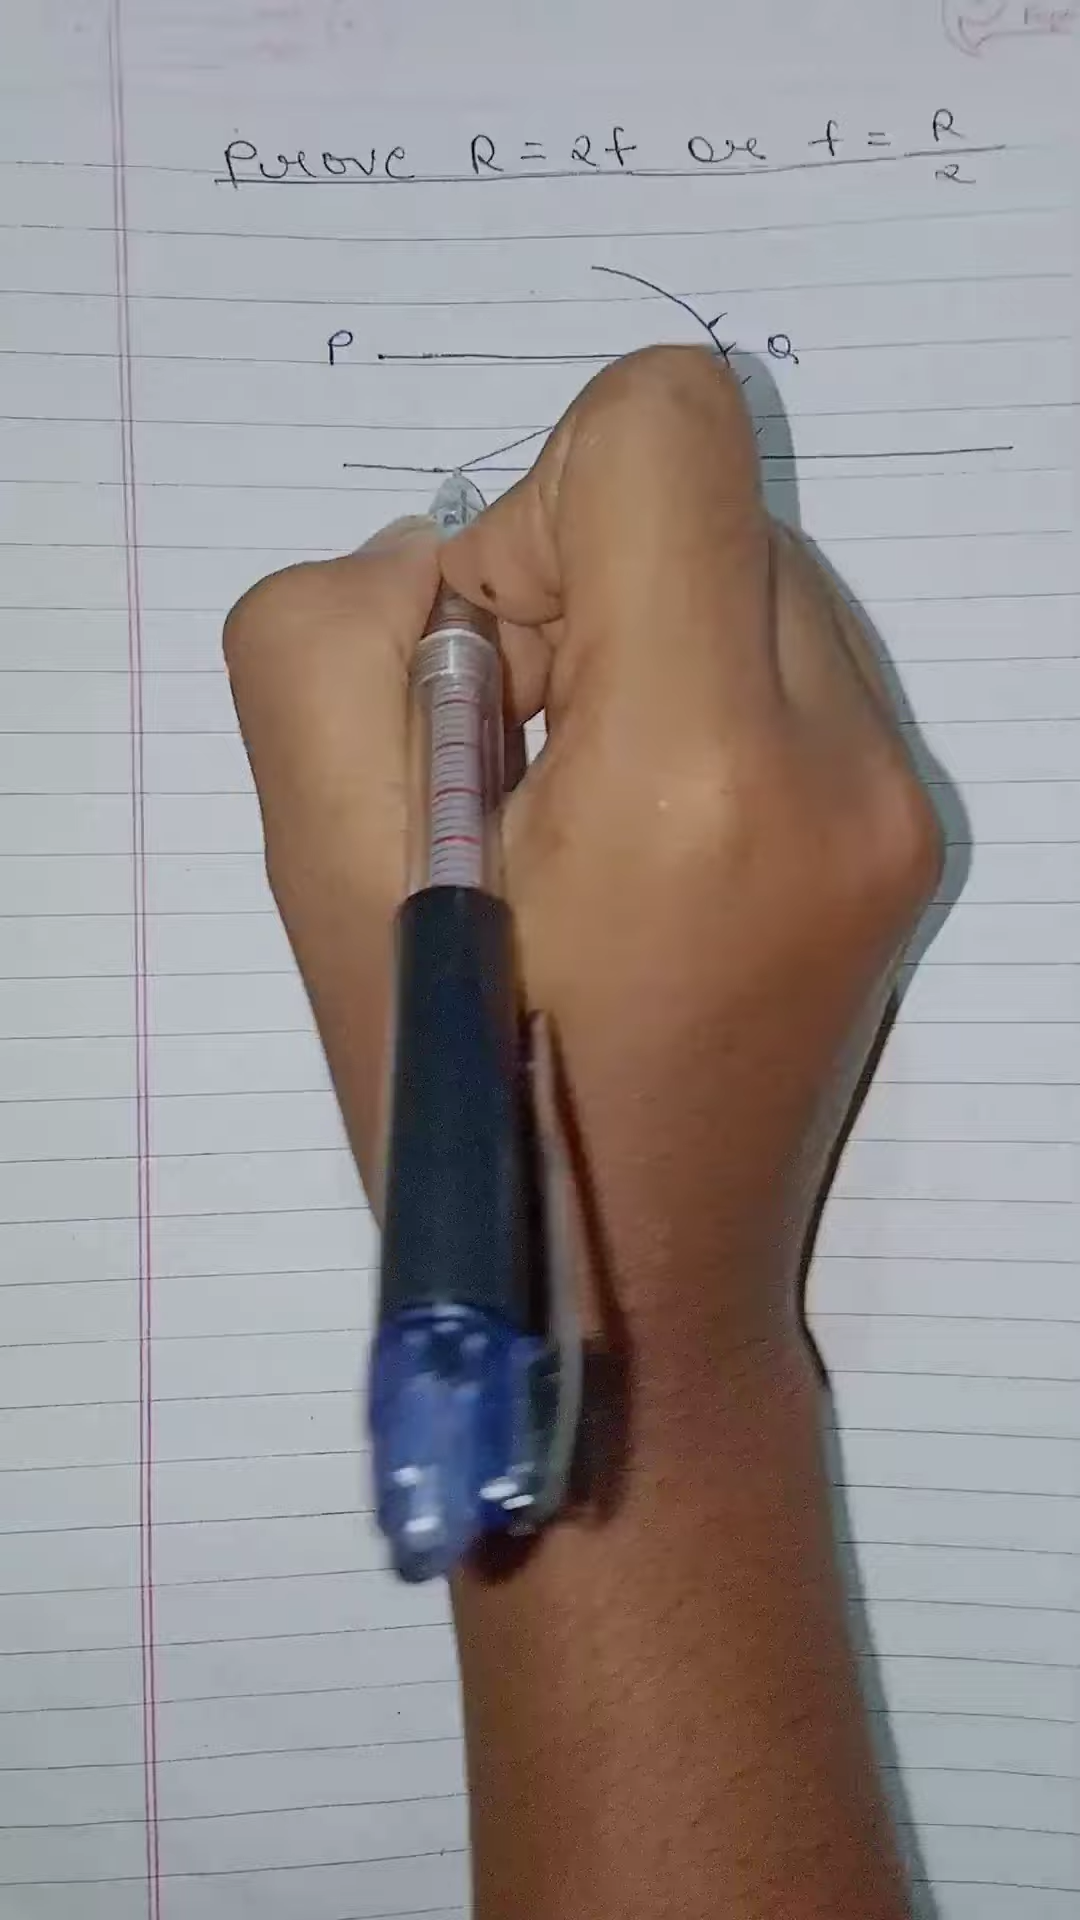 Prove R = 2f or f = R/2
P
Q